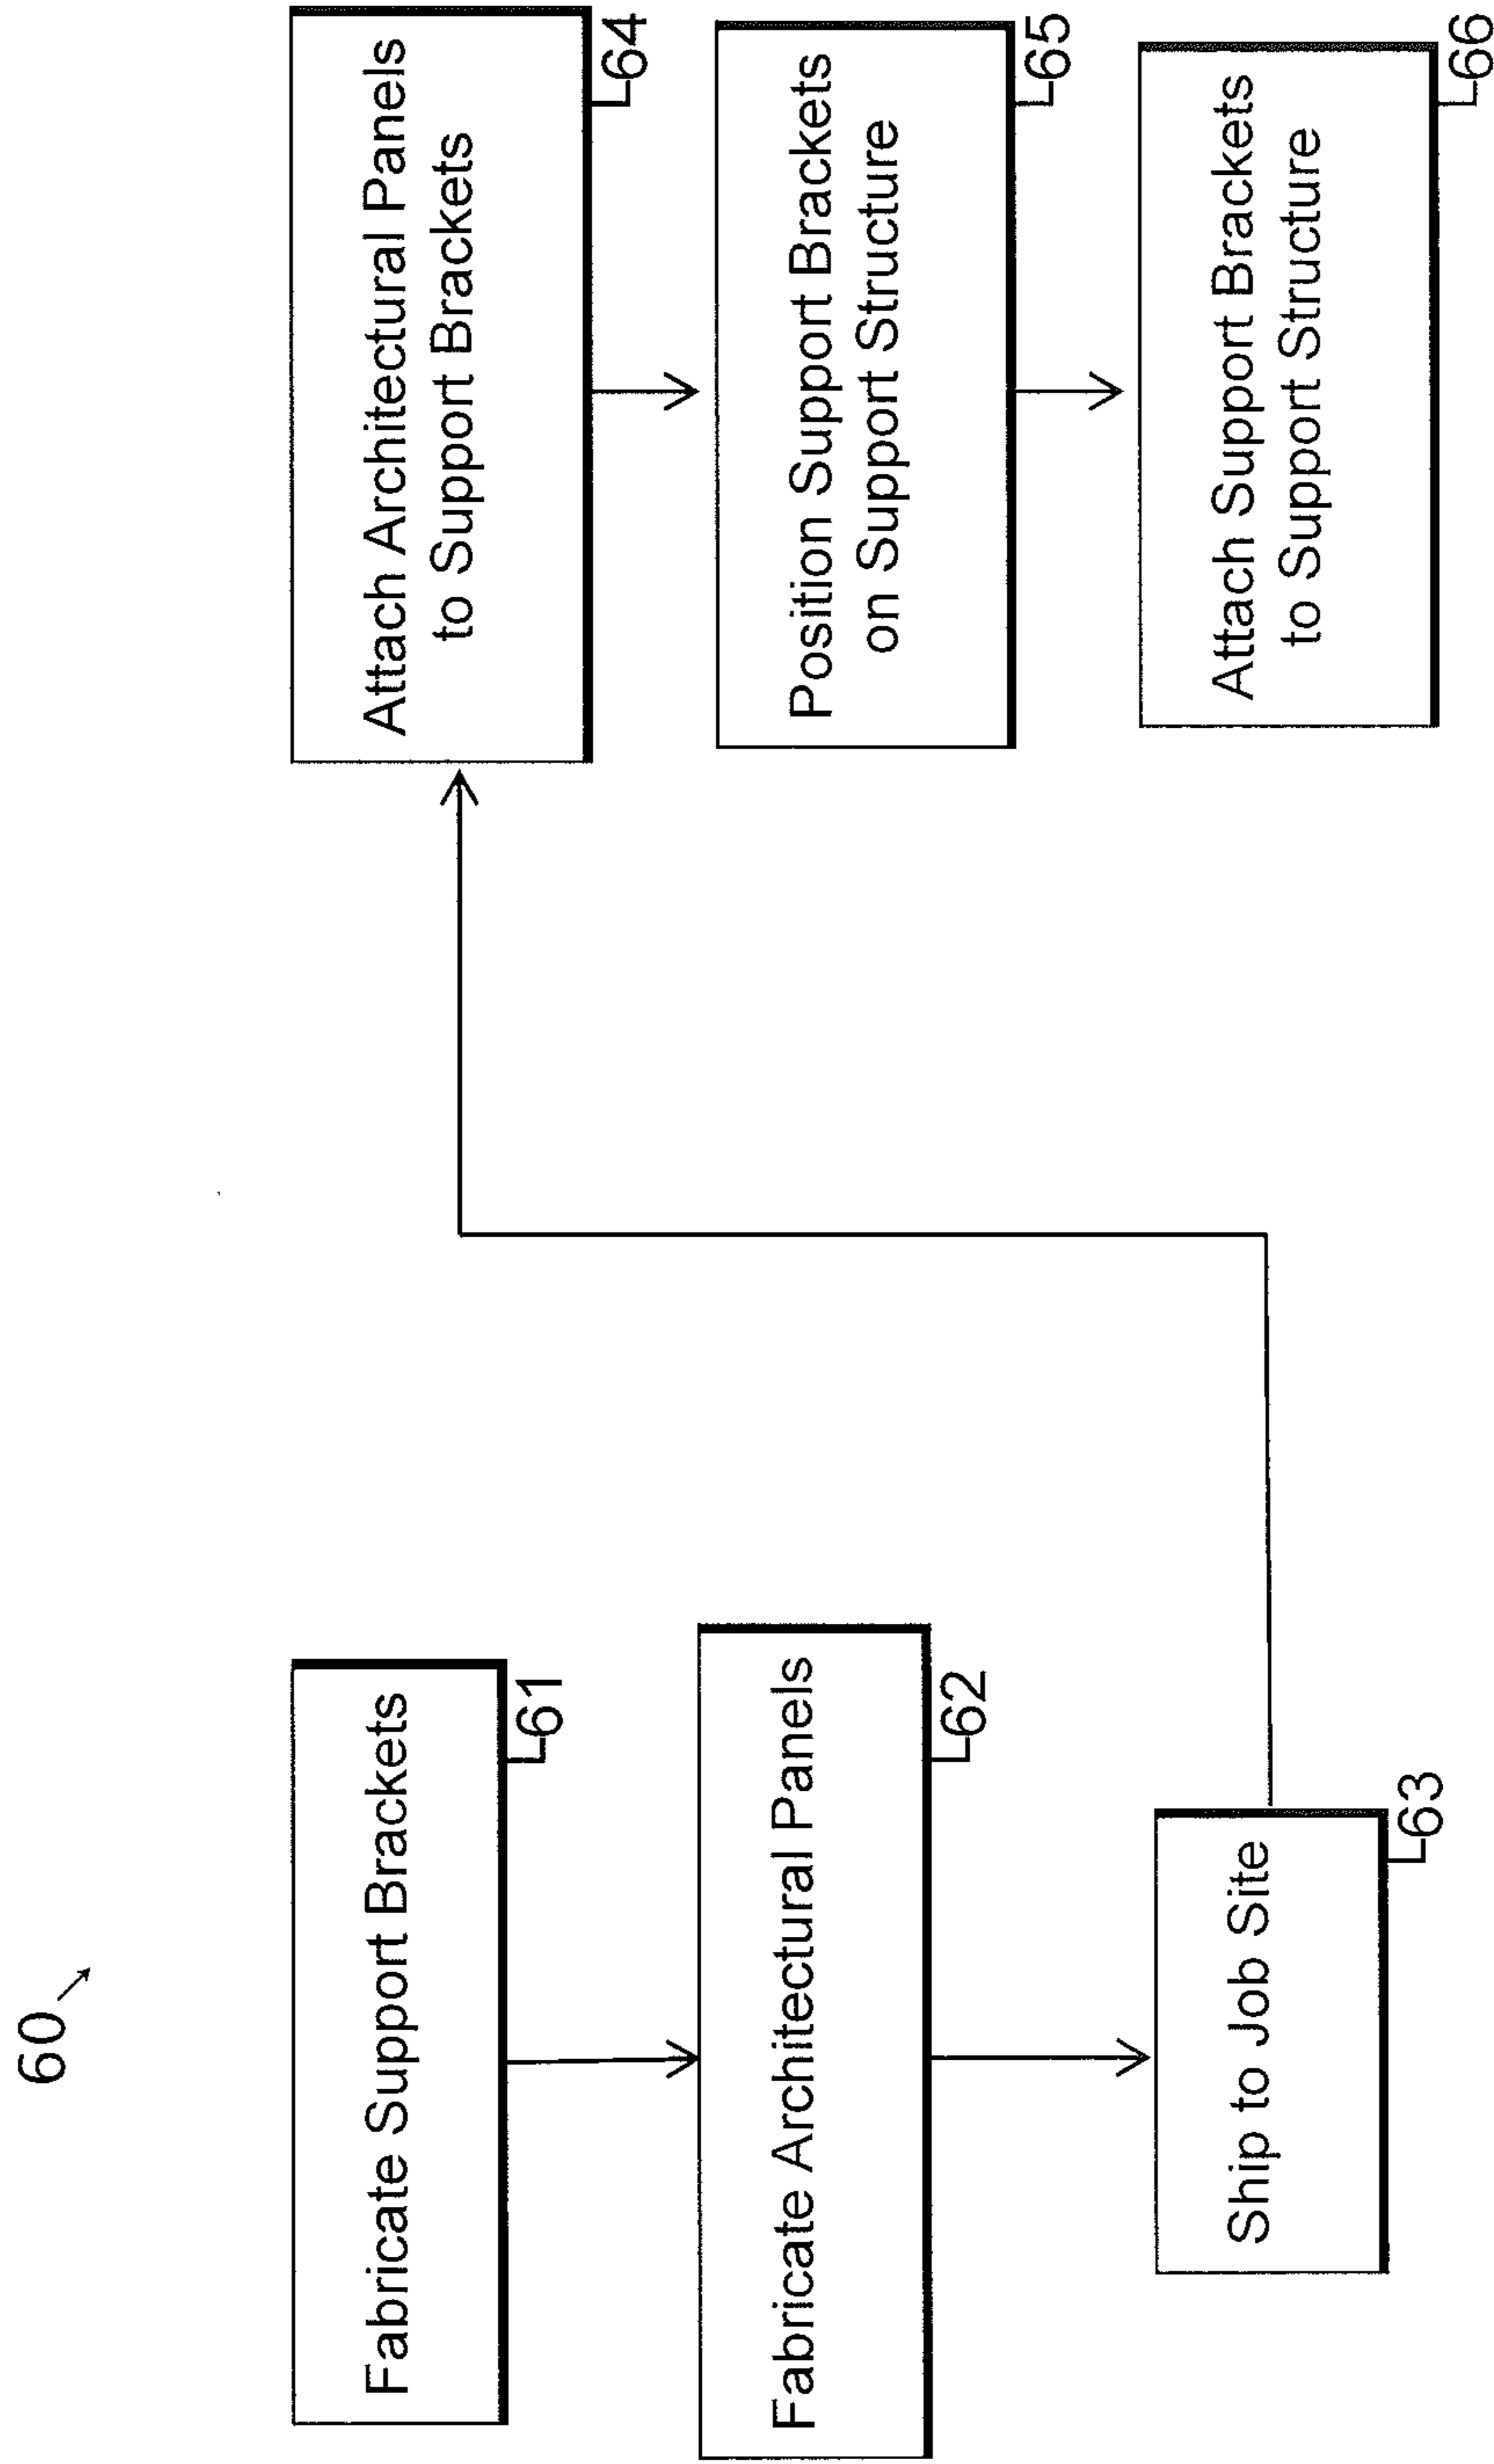 60
Fabricate Support Brackets
61
Fabricate Architectural Panels
62
Ship to Job Site
63
Attach Architectural Panels
to Support Brackets
64
Position Support Brackets
on Support Structure
65
Attach Support Brackets
to Support Structure
66